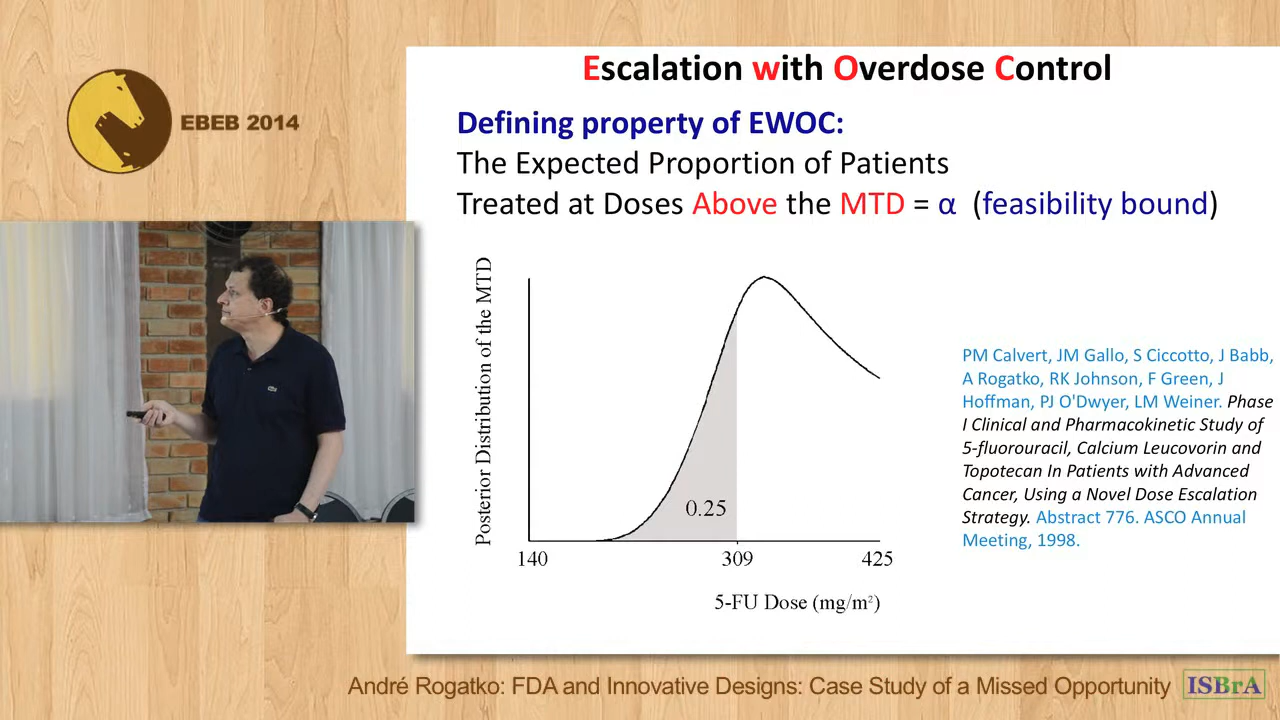 EBEB 2014
Escalation with Overdose Control
Defining property of EWOC:
The Expected Proportion of Patients
Treated at Doses Above the MTD = α (feasibility bound)
Posterior Distribution of the MTD
0.25
140
309
425
5-FU Dose (mg/m²)
PM Calvert, JM Gallo, S Ciccotto, J Babb,
A Rogatko, RK Johnson, F Green, J
Hoffman, PJ O'Dwyer, LM Weiner. Phase
I Clinical and Pharmacokinetic Study of
5-fluorouracil, Calcium Leucovorin and
Topotecan In Patients with Advanced
Cancer, Using a Novel Dose Escalation
Strategy. Abstract 776. ASCO Annual
Meeting, 1998.
André Rogatko: FDA and Innovative Designs: Case Study of a Missed Opportunity
ISBrA